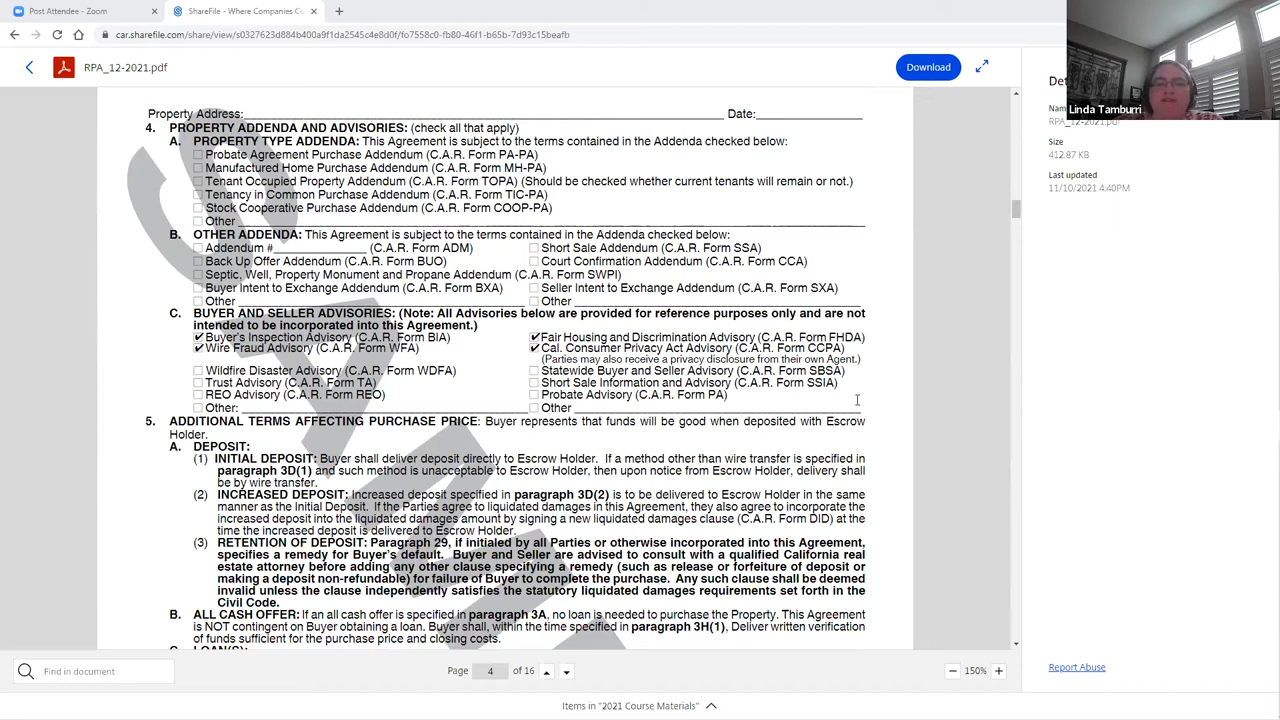 Post Attendee - Zoom
ShareFile - Where Companies C
car.sharefile.com/share/view/s0327623d884b400a9f1da2545c4e8d0f/fo7558c0-fb80-46f1-b65b-7d93c15beafb
RPA_12-2021.pdf
Download
Linda Tamburri
RPA_12-2021.pdf
Size
412.87 KB
Last updated
11/10/2021 4:40PM
Property Address: Date:
4. PROPERTY ADDENDA AND ADVISORIES: (check all that apply)
A. PROPERTY TYPE ADDENDA: This Agreement is subject to the terms contained in the Addenda checked below:
Probate Agreement Purchase Addendum (C.A.R. Form PA-PA)
Manufactured Home Purchase Addendum (C.A.R. Form MH-PA)
Tenant Occupied Property Addendum (C.A.R. Form TOPA) (Should be checked whether current tenants will remain or not.)
Tenancy in Common Purchase Addendum (C.A.R. Form TIC-PA)
Stock Cooperative Purchase Addendum (C.A.R. Form COOP-PA)
Other
B. OTHER ADDENDA: This Agreement is subject to the terms contained in the Addenda checked below:
Addendum # (C.A.R. Form ADM) Short Sale Addendum (C.A.R. Form SSA)
Back Up Offer Addendum (C.A.R. Form BUO) Court Confirmation Addendum (C.A.R. Form CCA)
Septic, Well, Property Monument and Propane Addendum (C.A.R. Form SWPI)
Buyer Intent to Exchange Addendum (C.A.R. Form BXA) Seller Intent to Exchange Addendum (C.A.R. Form SXA)
Other Other
C. BUYER AND SELLER ADVISORIES: (Note: All Advisories below are provided for reference purposes only and are not
intended to be incorporated into this Agreement.)
Buyer's Inspection Advisory (C.A.R. Form BIA) Fair Housing and Discrimination Advisory (C.A.R. Form FHDA)
Wire Fraud Advisory (C.A.R. Form WFA) Cal. Consumer Privacy Act Advisory (C.A.R. Form CCPA)
(Parties may also receive a privacy disclosure from their own Agent.)
Wildfire Disaster Advisory (C.A.R. Form WDFA) Statewide Buyer and Seller Advisory (C.A.R. Form SBSA)
Trust Advisory (C.A.R. Form TA) Short Sale Information and Advisory (C.A.R. Form SSIA)
REO Advisory (C.A.R. Form REO) Probate Advisory (C.A.R. Form PA)
Other: Other
5. ADDITIONAL TERMS AFFECTING PURCHASE PRICE: Buyer represents that funds will be good when deposited with Escrow
Holder.
A. DEPOSIT:
(1) INITIAL DEPOSIT: Buyer shall deliver deposit directly to Escrow Holder. If a method other than wire transfer is specified in
paragraph 3D(1) and such method is unacceptable to Escrow Holder, then upon notice from Escrow Holder, delivery shall
be by wire transfer.
(2) INCREASED DEPOSIT: Increased deposit specified in paragraph 3D(2) is to be delivered to Escrow Holder in the same
manner as the Initial Deposit. If the Parties agree to liquidated damages in this Agreement, they also agree to incorporate the
increased deposit into the liquidated damages amount by signing a new liquidated damages clause (C.A.R. Form DID) at the
time the increased deposit is delivered to Escrow Holder.
(3) RETENTION OF DEPOSIT: Paragraph 29, if initialed by all Parties or otherwise incorporated into this Agreement,
specifies a remedy for Buyer's default. Buyer and Seller are advised to consult with a qualified California real
estate attorney before adding any other clause specifying a remedy (such as release or forfeiture of deposit or
making a deposit non-refundable) for failure of Buyer to complete the purchase. Any such clause shall be deemed
invalid unless the clause independently satisfies the statutory liquidated damages requirements set forth in the
Civil Code.
B. ALL CASH OFFER: If an all cash offer is specified in paragraph 3A, no loan is needed to purchase the Property. This Agreement
is NOT contingent on Buyer obtaining a loan. Buyer shall, within the time specified in paragraph 3H(1), Deliver written verification
of funds sufficient for the purchase price and closing costs.
C. LOAN(S):
Find in document
Page 4 of 16
150%
Report Abuse
Items in "2021 Course Materials"